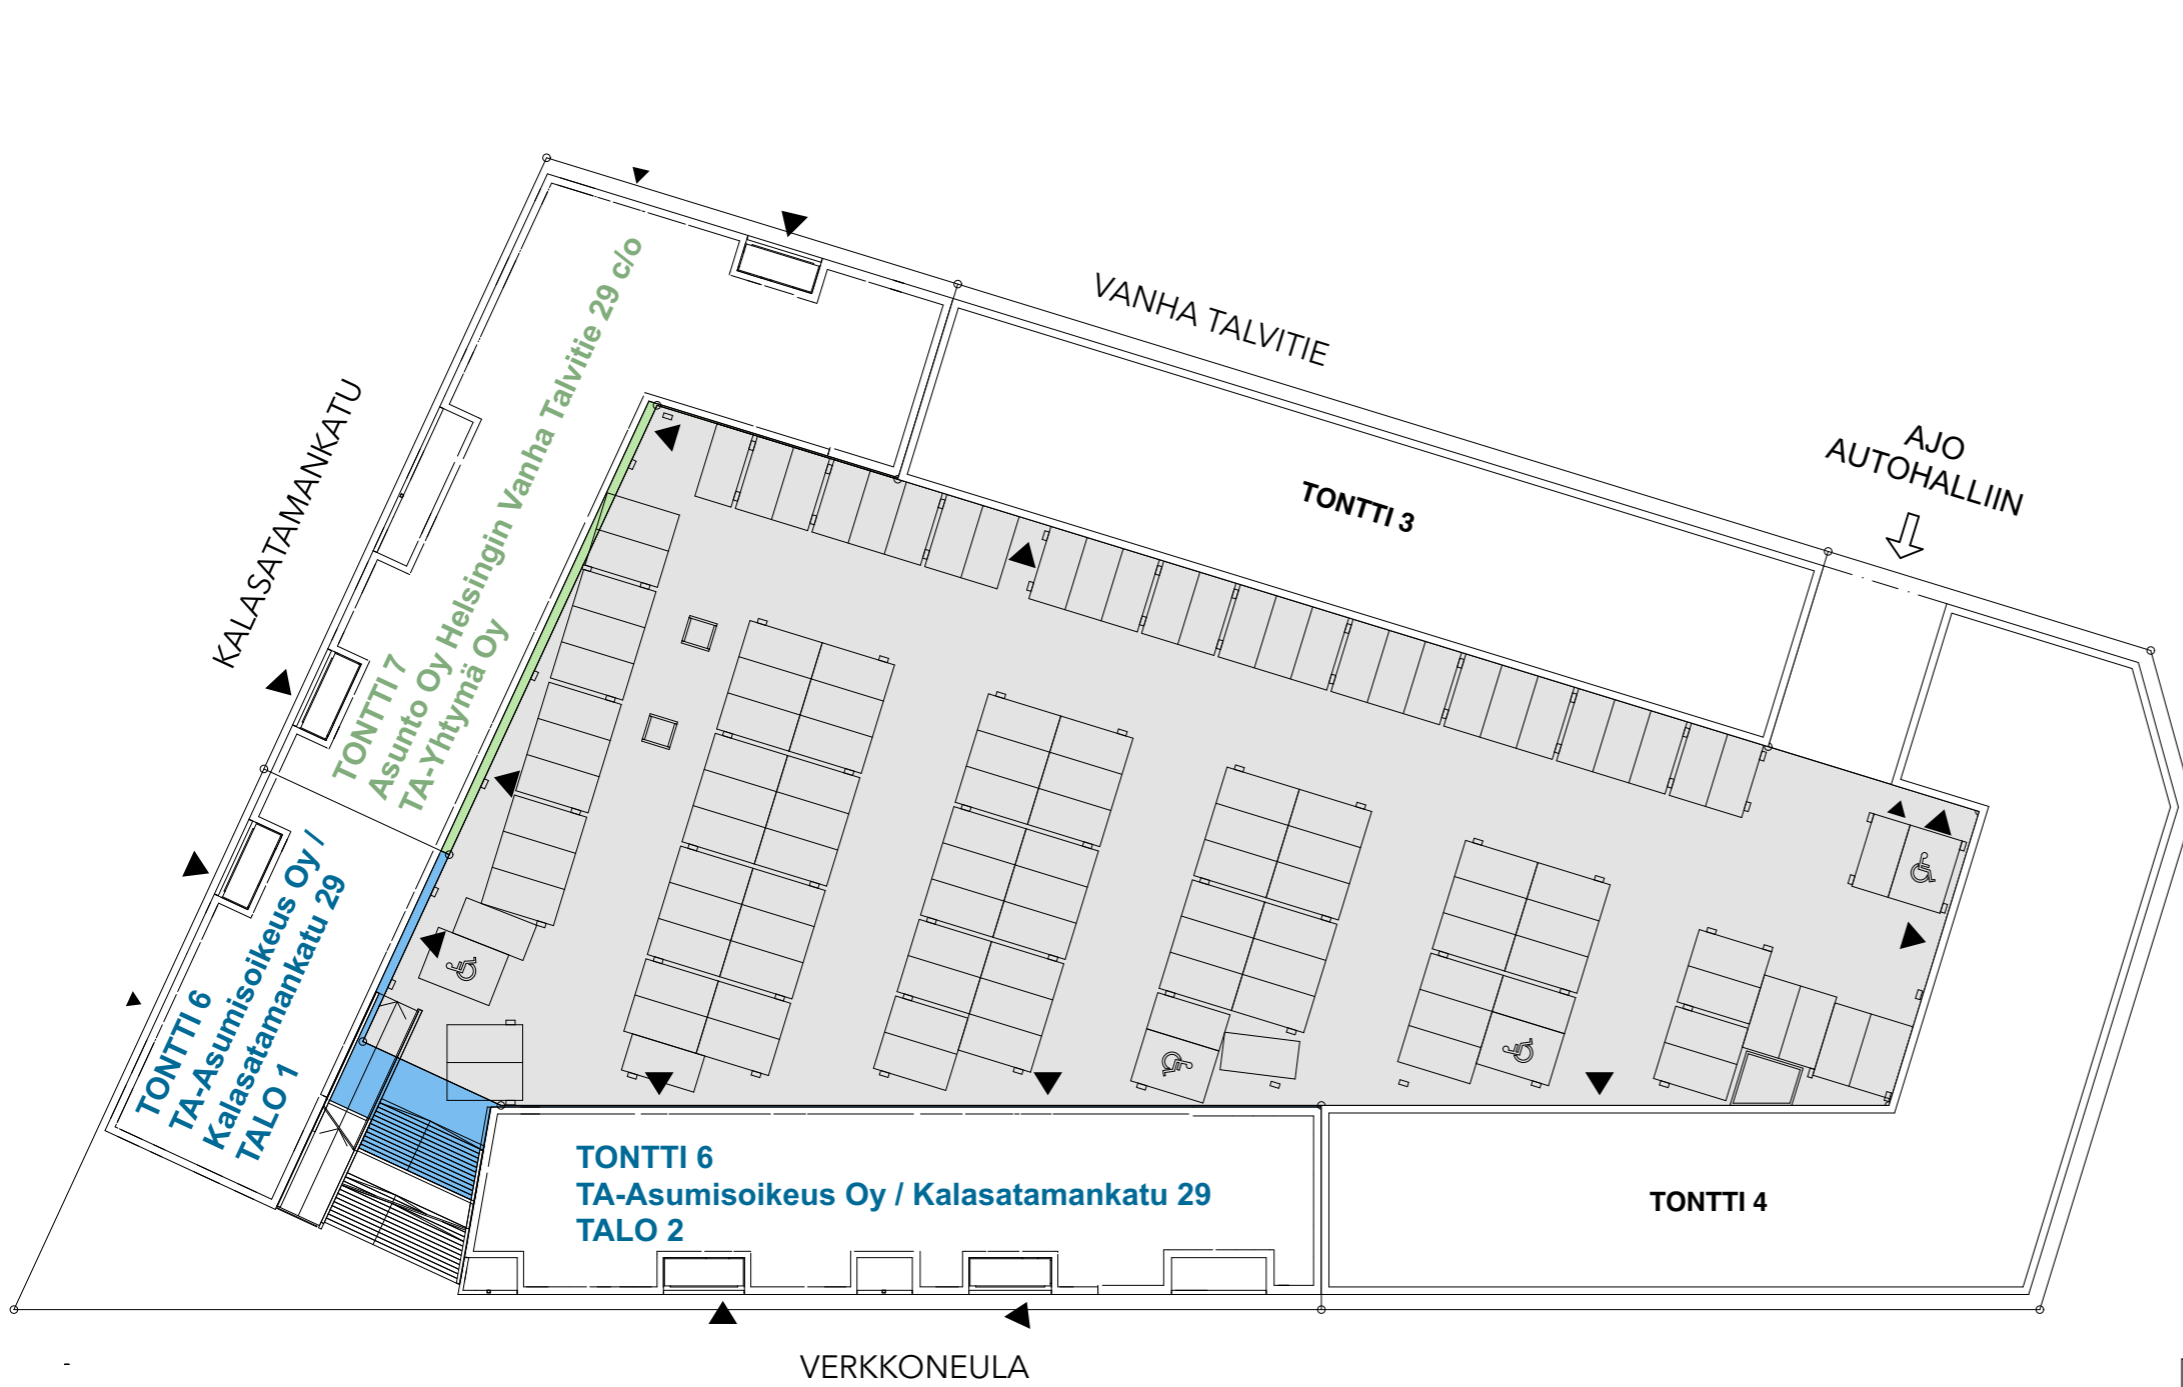 VANHA TALVITIE
AJO
AUTOHALLIIN
KALASATAMANKATU
TONTTI 7
Asunto Oy Helsingin Vanha Talvitie 29 c/o
TA-Yhtymä Oy
TONTTI 3
TONTTI 6
TA-Asumisoikeus Oy /
Kalasatamankatu 29
TALO 1
TONTTI 6
TA-Asumisoikeus Oy / Kalasatamankatu 29
TALO 2
TONTTI 4
VERKKONEULA
-